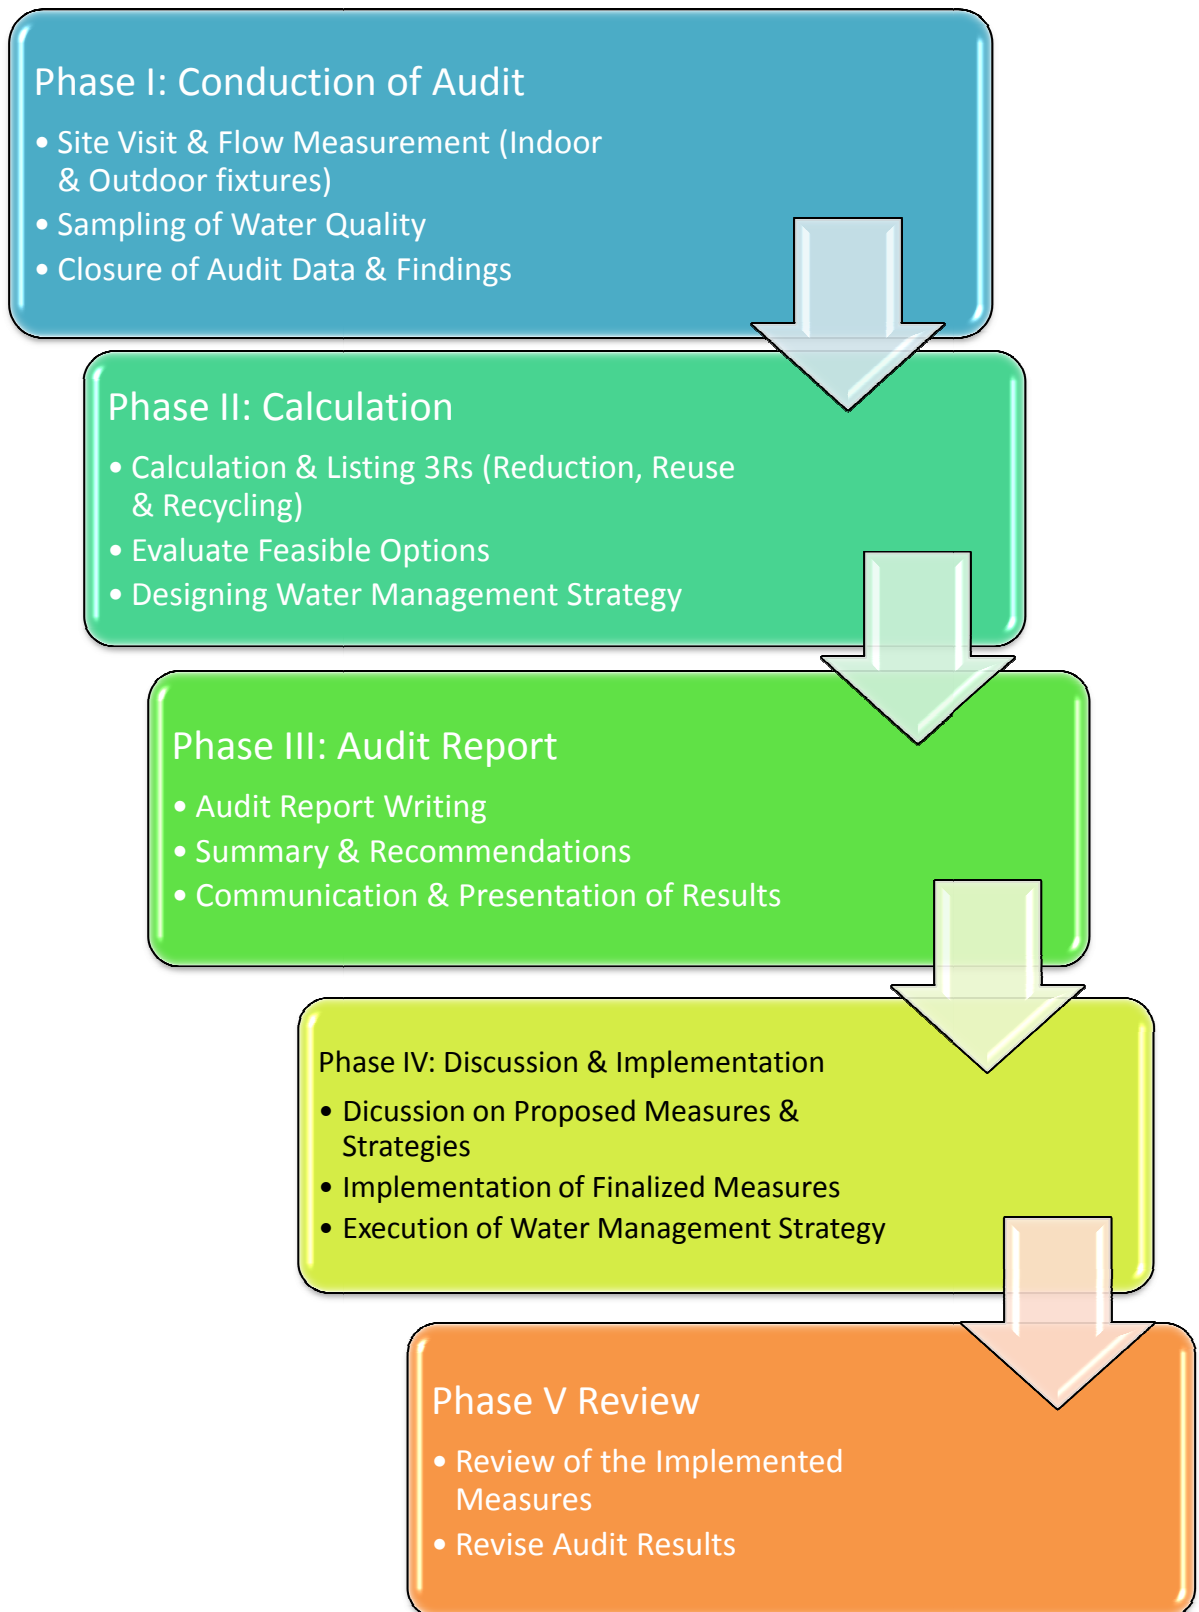 Phase I: Conduction of Audit
• Site Visit & Flow Measurement (Indoor
& Outdoor fixtures)
• Sampling of Water Quality
• Closure of Audit Data & Findings
Phase II: Calculation
• Calculation & Listing 3Rs (Reduction, Reuse
& Recycling)
• Evaluate Feasible Options
• Designing Water Management Strategy
Phase III: Audit Report
• Audit Report Writing
• Summary & Recommendations
• Communication & Presentation of Results
Phase IV: Discussion & Implementation
• Dicussion on Proposed Measures &
Strategies
• Implementation of Finalized Measures
• Execution of Water Management Strategy
Phase V Review
• Review of the Implemented
Measures
• Revise Audit Results